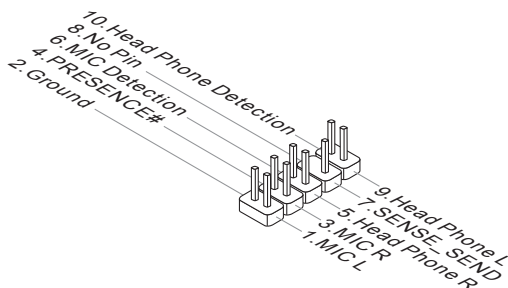 10.Head Phone Detection
8.No Pin
6.MIC Detection
4.PRESENCE#
2.Ground
9.Head Phone L
7.SENSE_SEND
5.Head Phone R
3.MIC R
1.MIC L